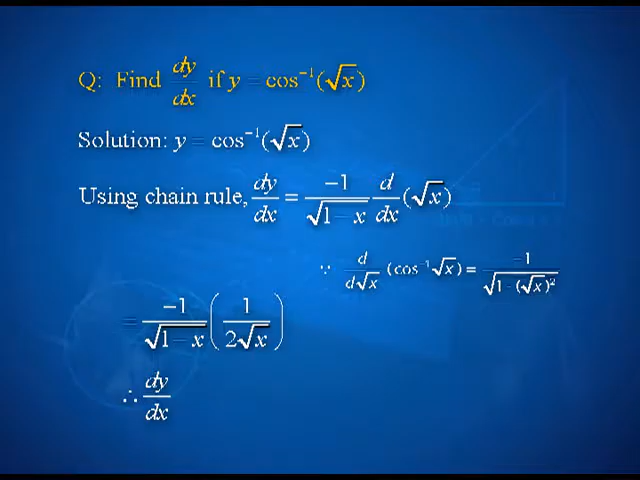 Q: Find dy/dx if y = cos⁻¹(√x)
Solution: y = cos⁻¹(√x)
Using chain rule, dy/dx = -1/√(1-x) d/dx (√x)
∵ d/d√x (cos⁻¹√x) = -1/√(1-(√x)²)
= -1/√(1-x) (1/2√x)
∴ dy/dx